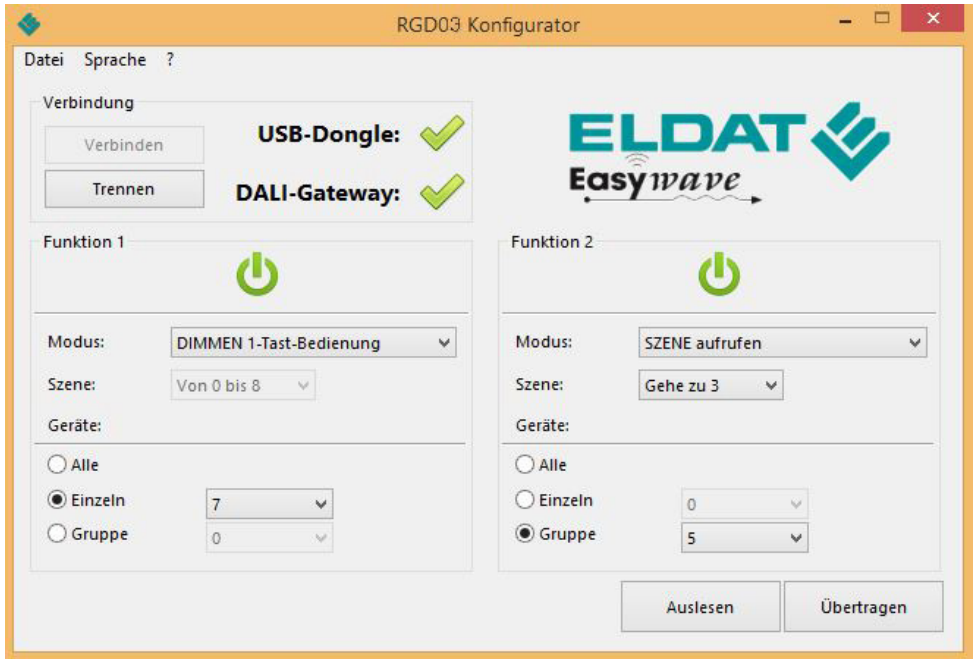 RGD03 Konfigurator
Datei Sprache ?
Verbindung
Verbinden
USB-Dongle:
Trennen
DALI-Gateway:
ELDAT
Easywave
Funktion 1
Modus: DIMMEN 1-Tast-Bedienung
Szene: Von 0 bis 8
Geräte:
Alle
Einzeln 7
Gruppe 0
Funktion 2
Modus: SZENE aufrufen
Szene: Gehe zu 3
Geräte:
Alle
Einzeln 0
Gruppe 5
Auslesen Übertragen